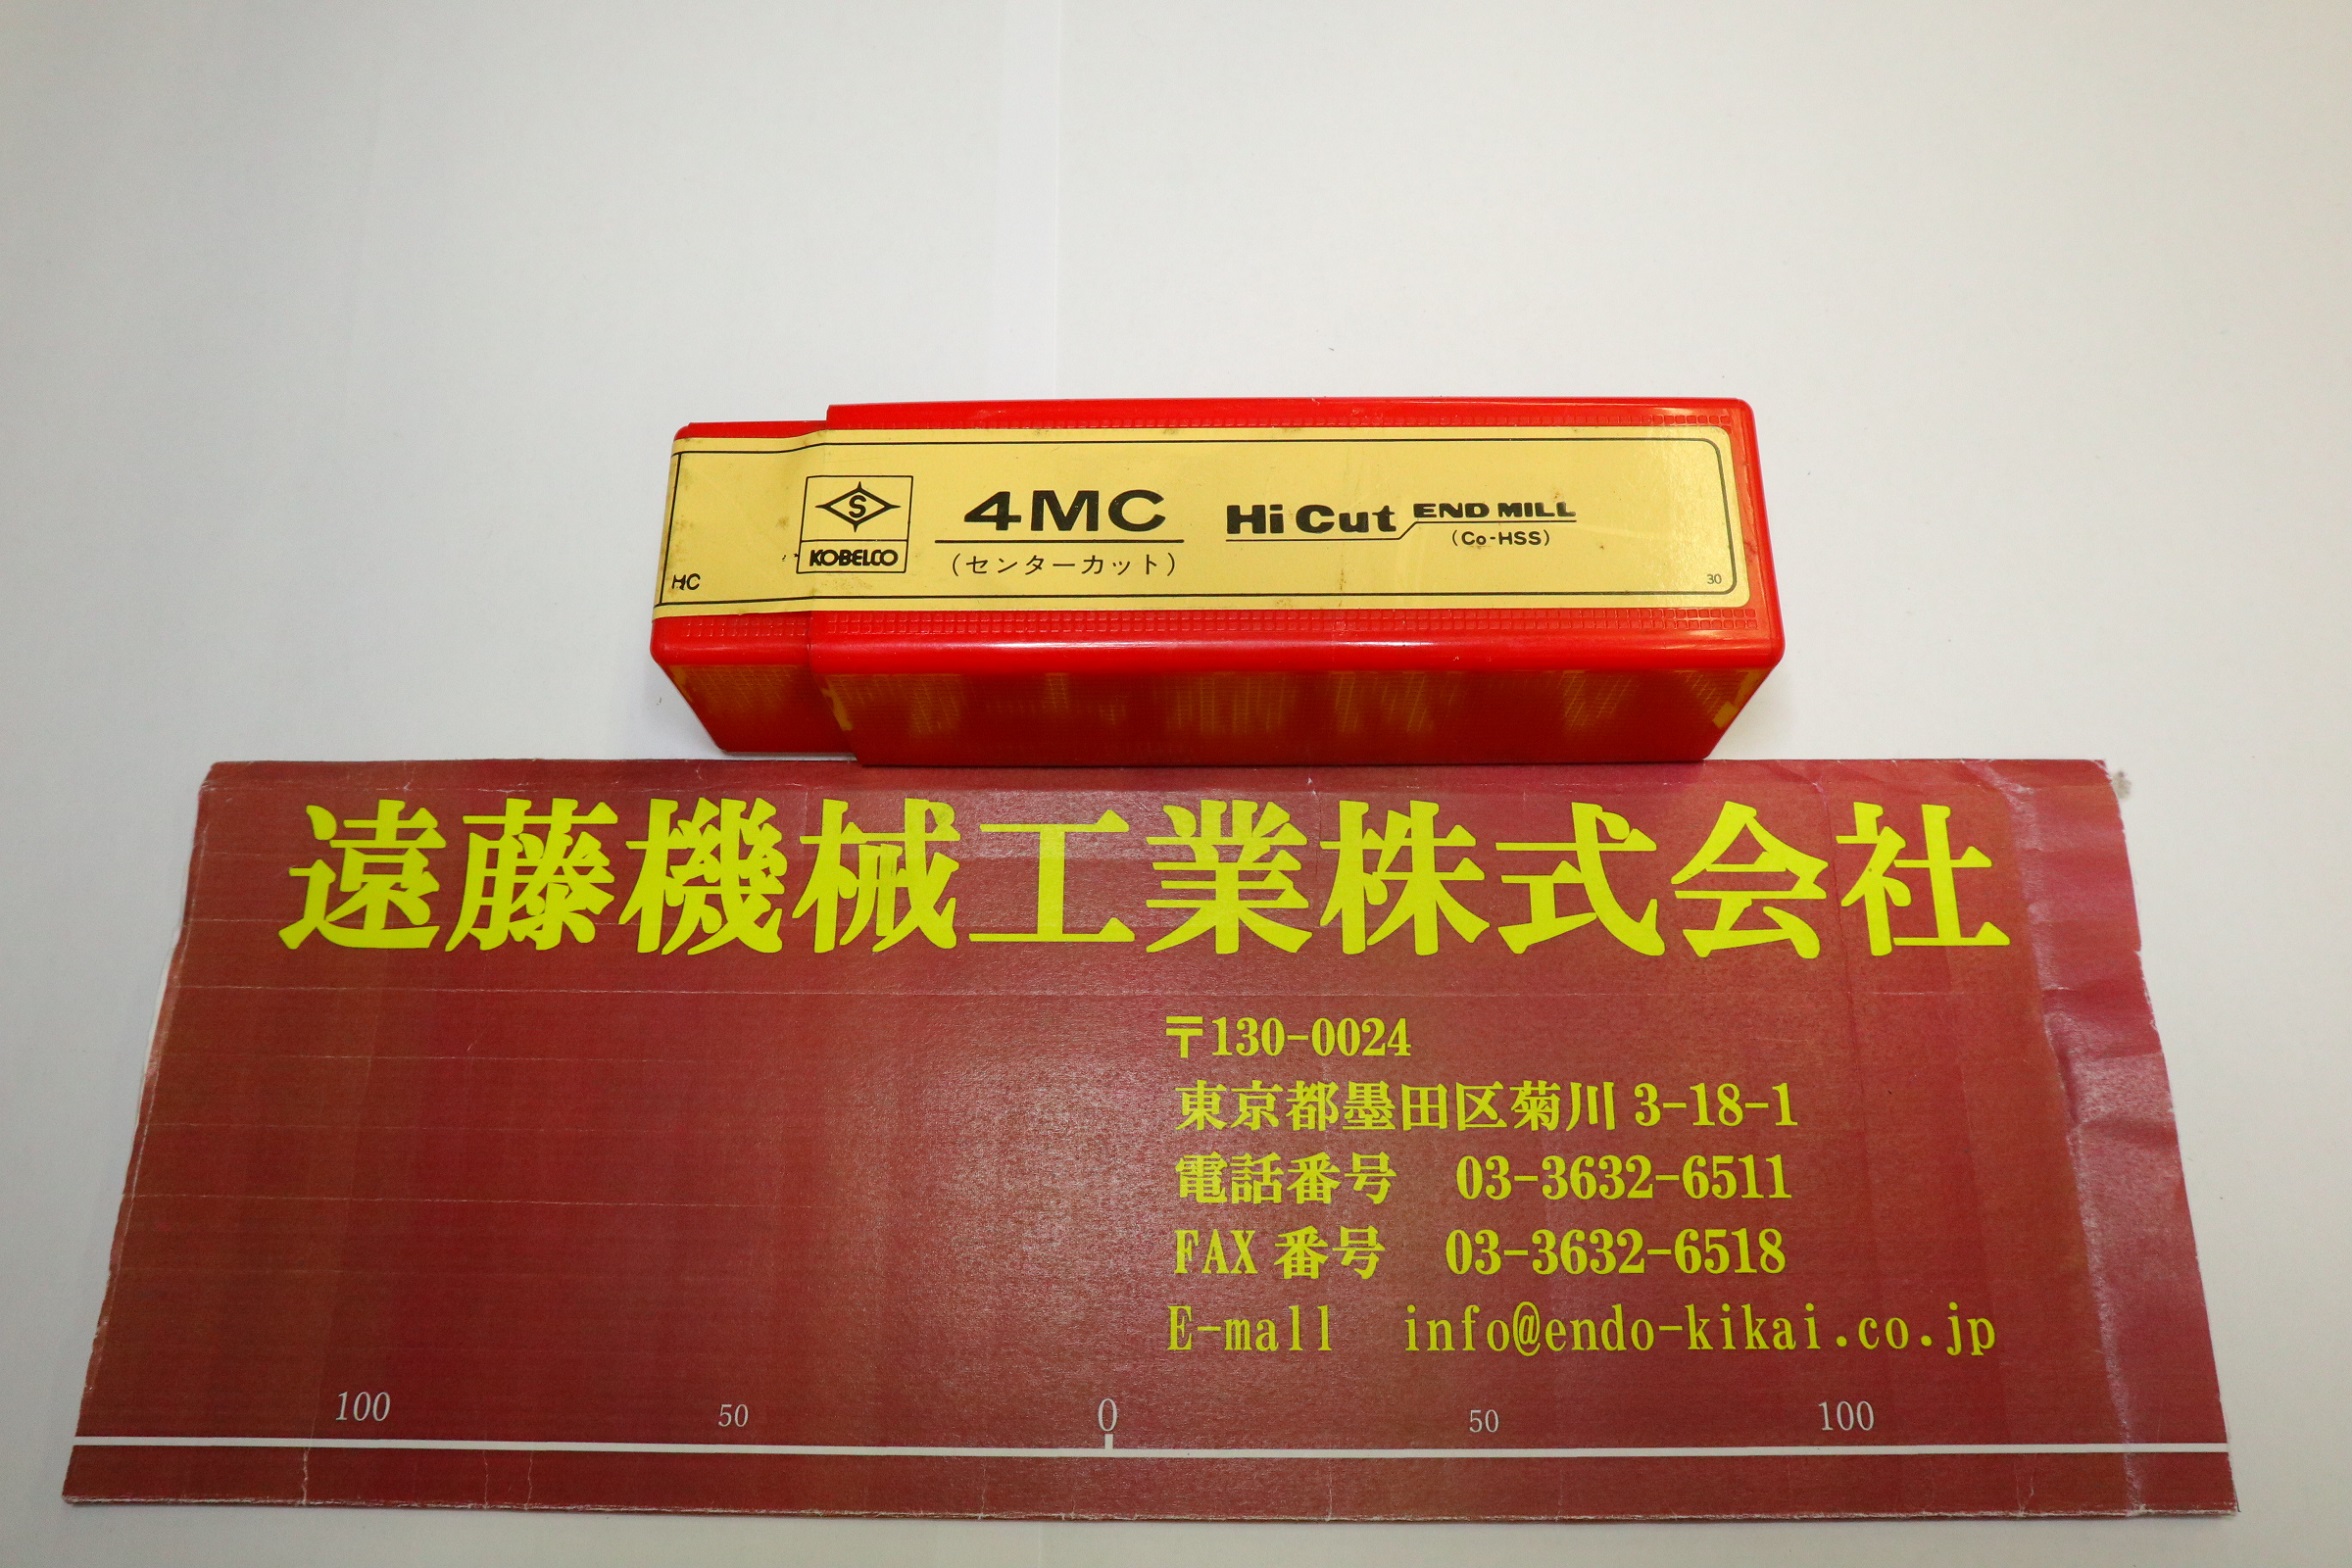 S
KOBELCO
HC
4MC
(センターカット)
Hi Cut END MILL
(Co-HSS)
30
遠藤機械工業株式会社
〒130-0024
東京都墨田区菊川 3-18-1
電話番号 03-3632-6511
FAX 番号 03-3632-6518
E-mall info@endo-kikai.co.jp
100 50 0 50 100